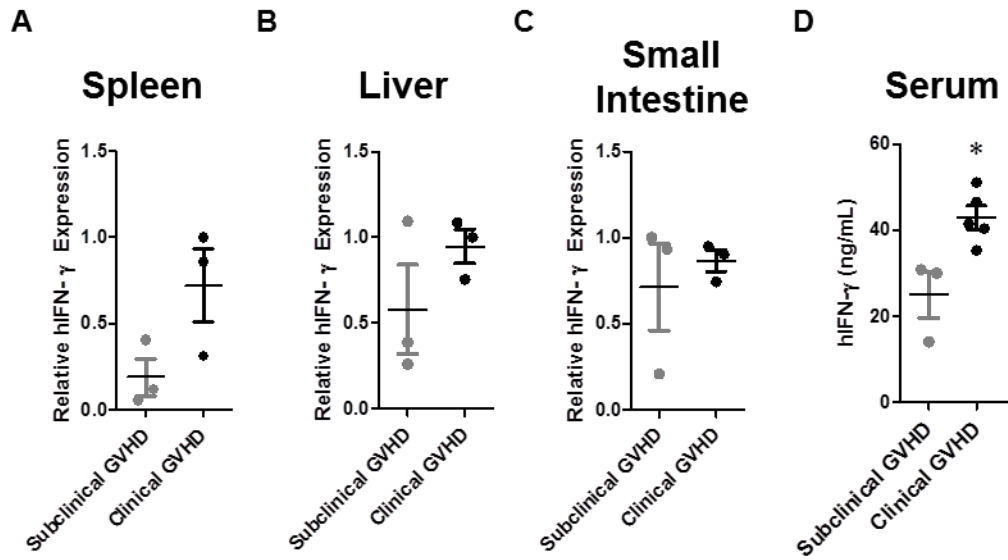 A
Spleen
Relative hIFN- γ Expression
1.5
1.0
0.5
0.0
Subclinical GVHD
Clinical GVHD
B
Liver
Relative hIFN- γ Expression
1.5
1.0
0.5
0.0
Subclinical GVHD
Clinical GVHD
C
Small
Intestine
Relative hIFN- γ Expression
1.5
1.0
0.5
0.0
Subclinical GVHD
Clinical GVHD
D
Serum
hIFN-γ (ng/mL)
60
40
20
0
*
Subclinical GVHD
Clinical GVHD